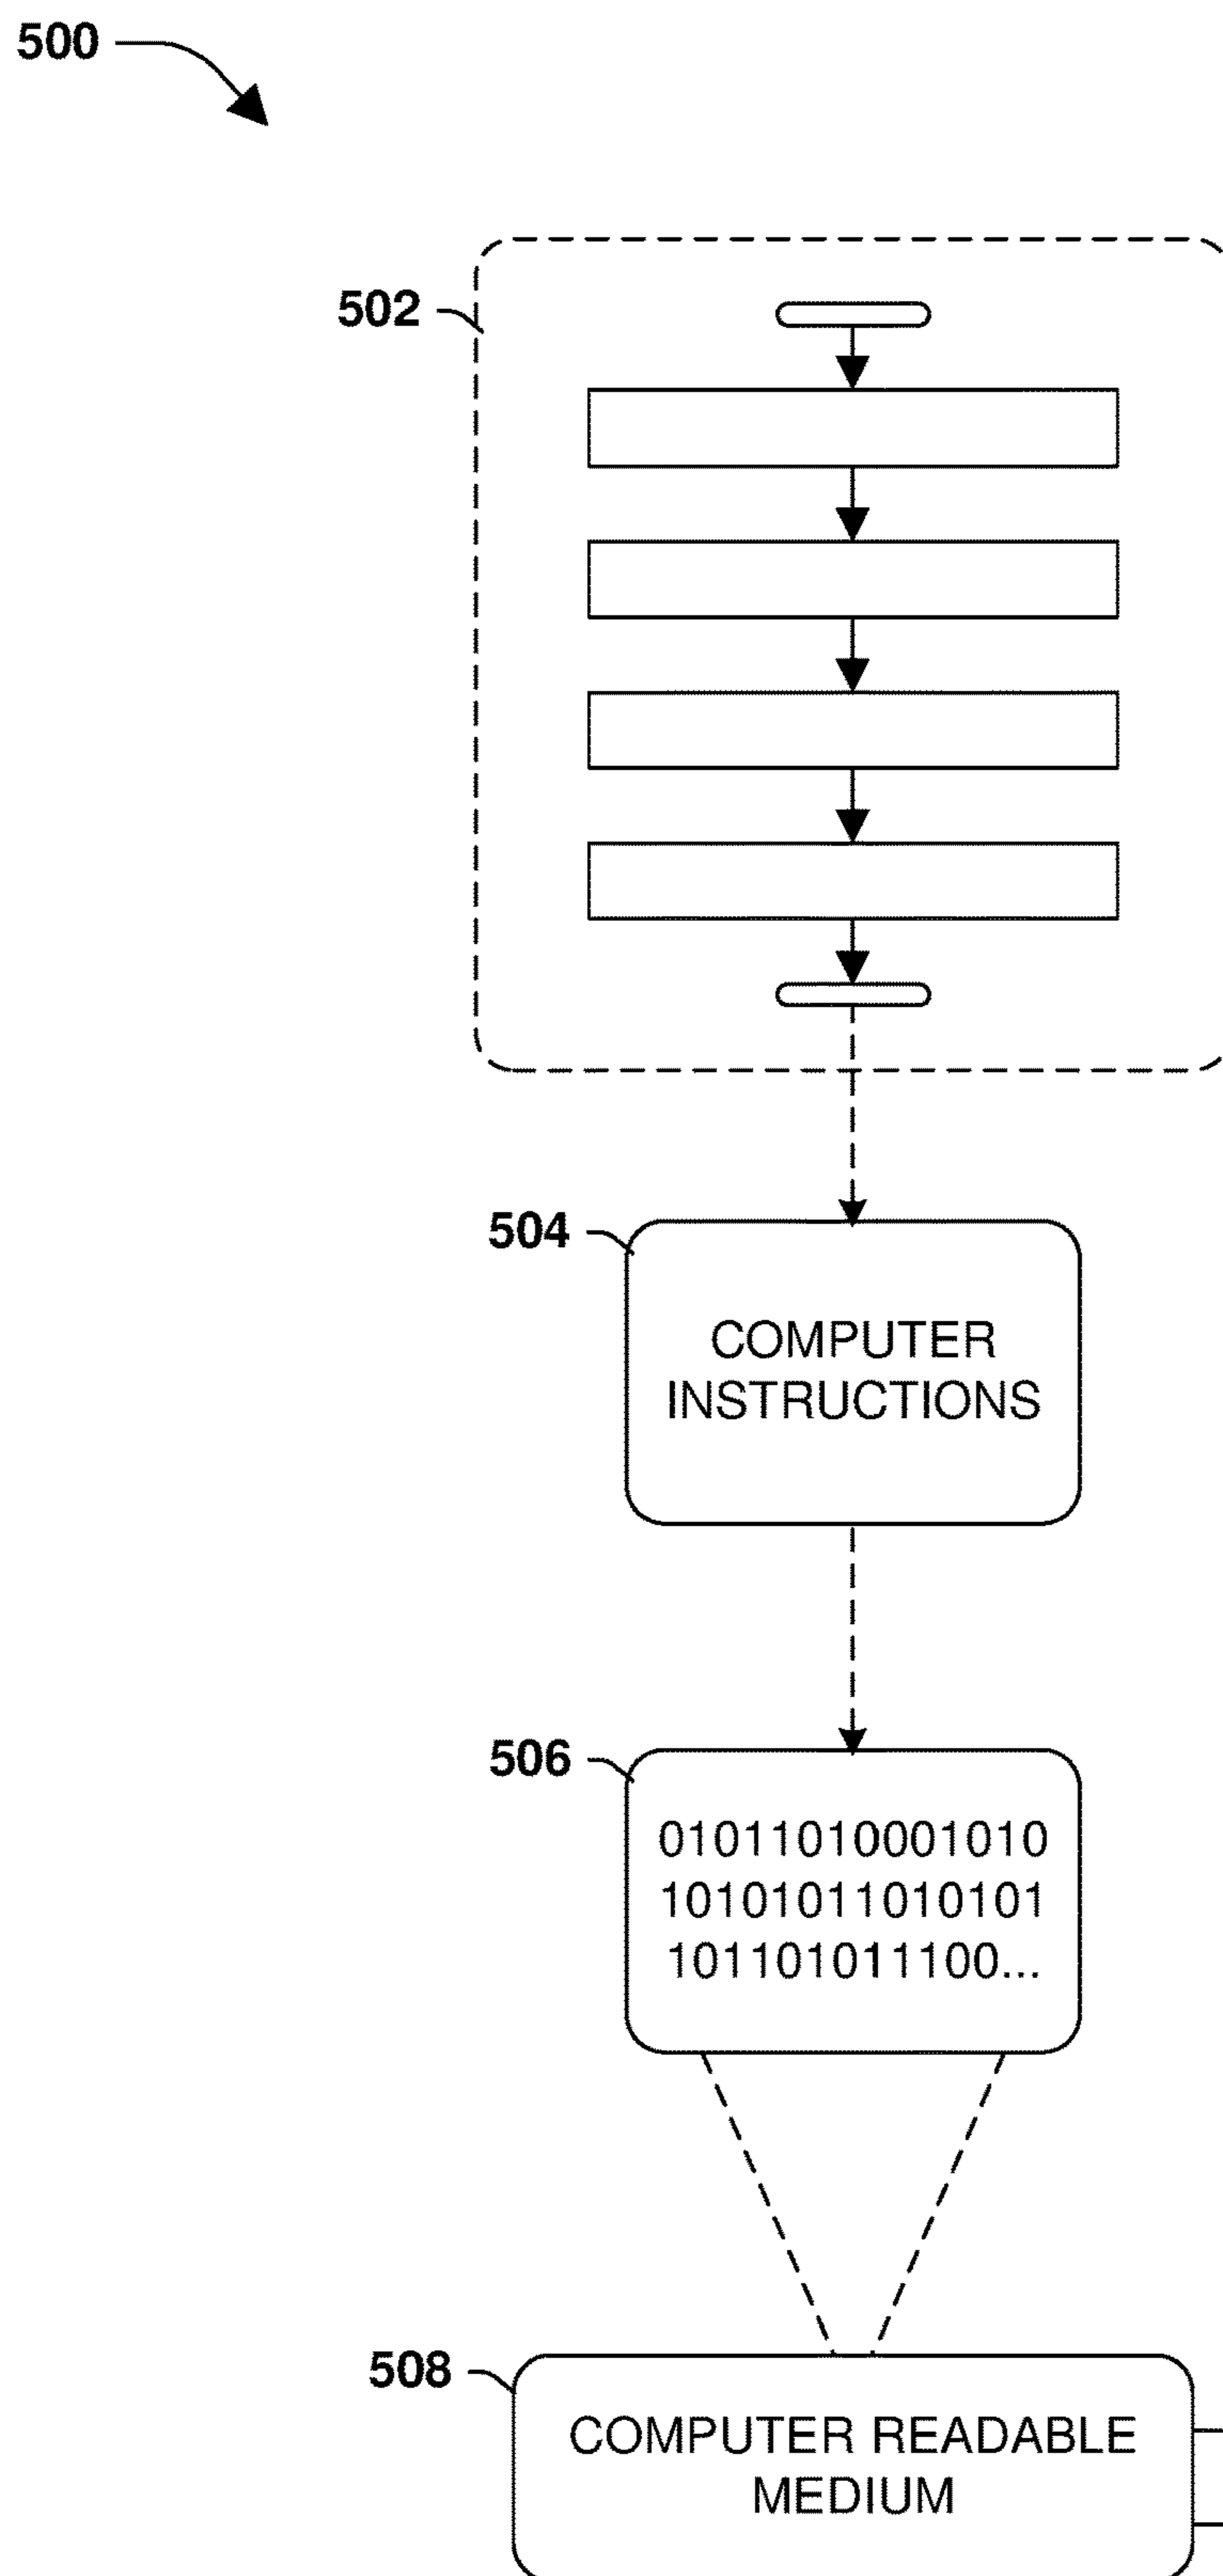 500
502
504
COMPUTER
INSTRUCTIONS
506
01011010001010
10101011010101
101101011100...
508
COMPUTER READABLE
MEDIUM